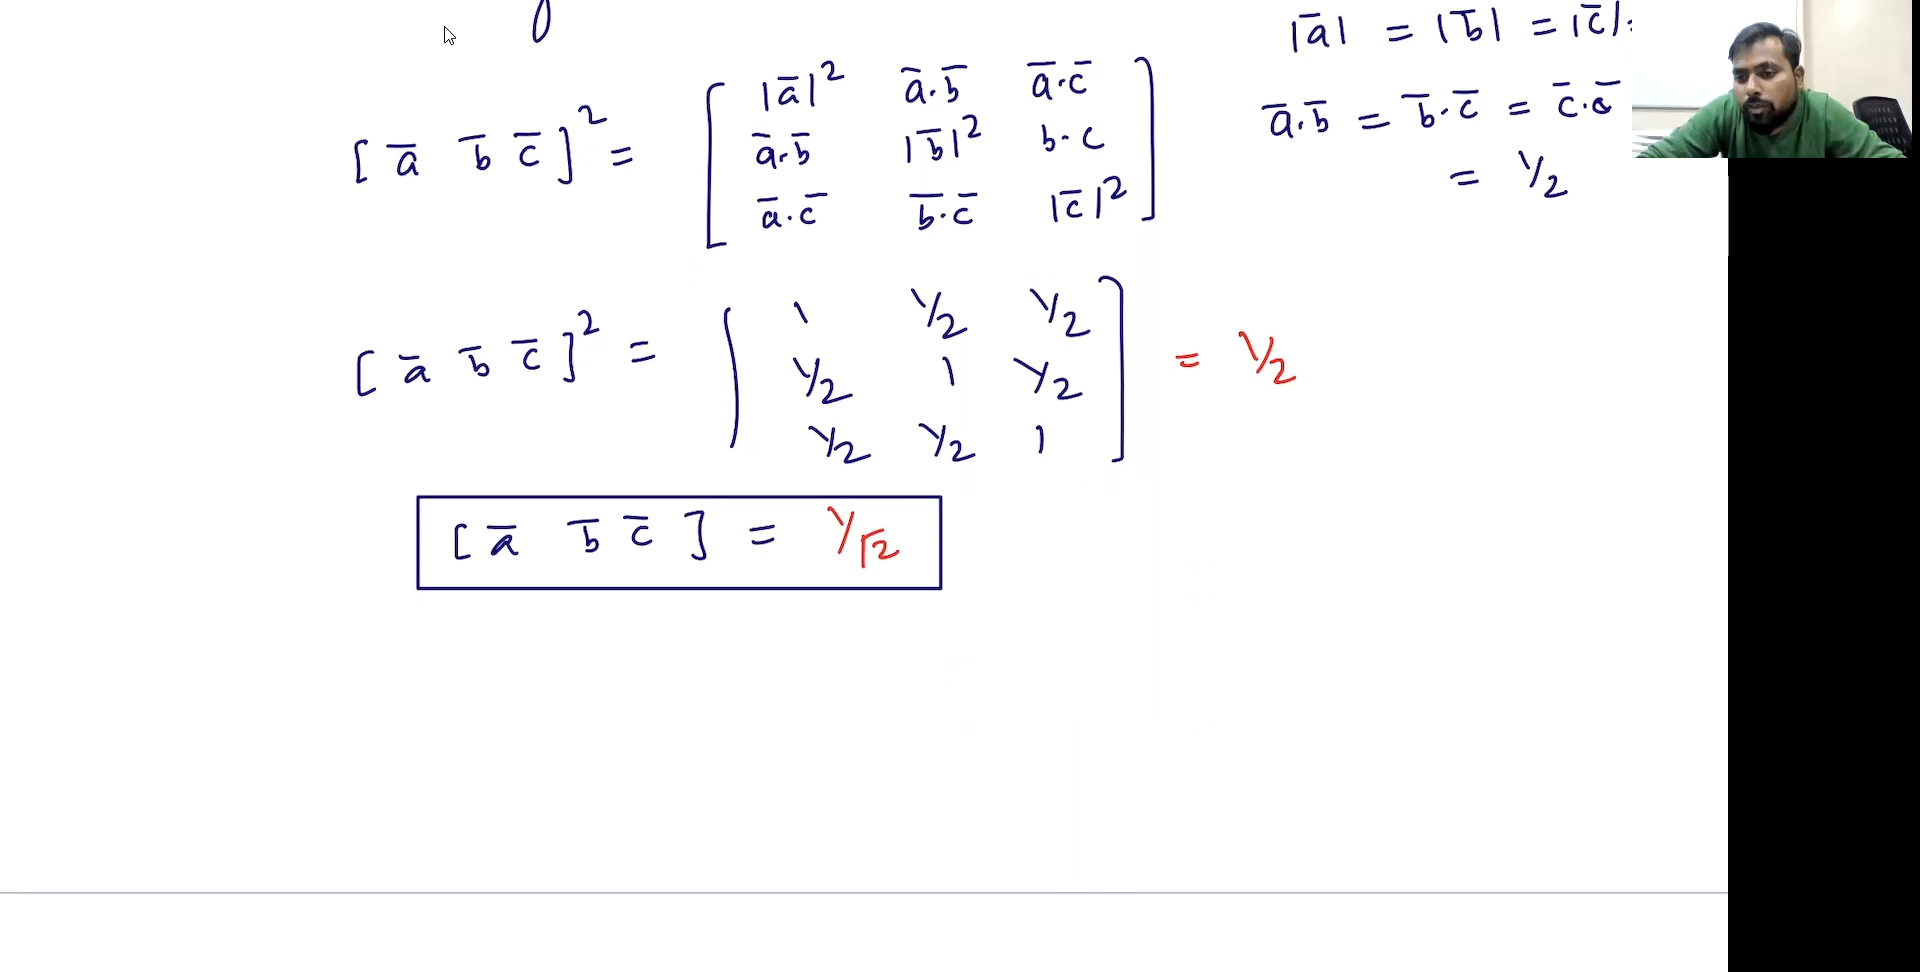 |a̅| = |b̅| = |c̅| :
a̅·b̅ = b̅·c̅ = c̅·a̅
= 1/2
[ a̅ b̅ c̅ ]² = [ |a̅|² a̅·b̅ a̅·c̅
a̅·b̅ |b̅|² b·c
a̅·c̅ b̅·c̅ |c̅|² ]
[ a̅ b̅ c̅ ]² = [ 1 1/2 1/2
1/2 1 1/2
1/2 1/2 1 ] = 1/2
[ a̅ b̅ c̅ ] = 1/√2